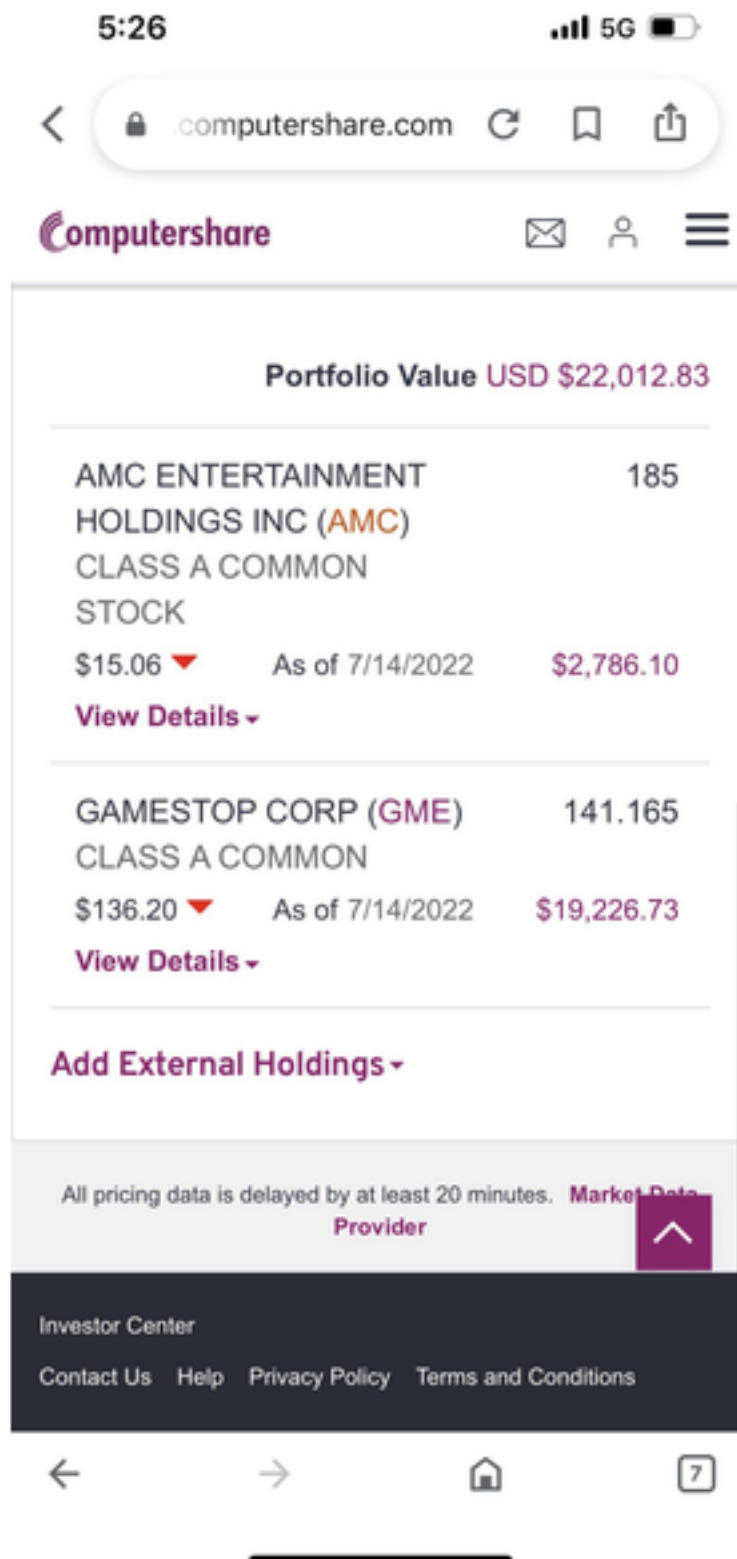 5:26 5G
.computershare.com
Computershare
Portfolio Value USD $22,012.83
AMC ENTERTAINMENT 185
HOLDINGS INC (AMC)
CLASS A COMMON
STOCK
$15.06 As of 7/14/2022 $2,786.10
View Details
GAMESTOP CORP (GME) 141.165
CLASS A COMMON
$136.20 As of 7/14/2022 $19,226.73
View Details
Add External Holdings
All pricing data is delayed by at least 20 minutes. Market Data
Provider
Investor Center
Contact Us Help Privacy Policy Terms and Conditions
7